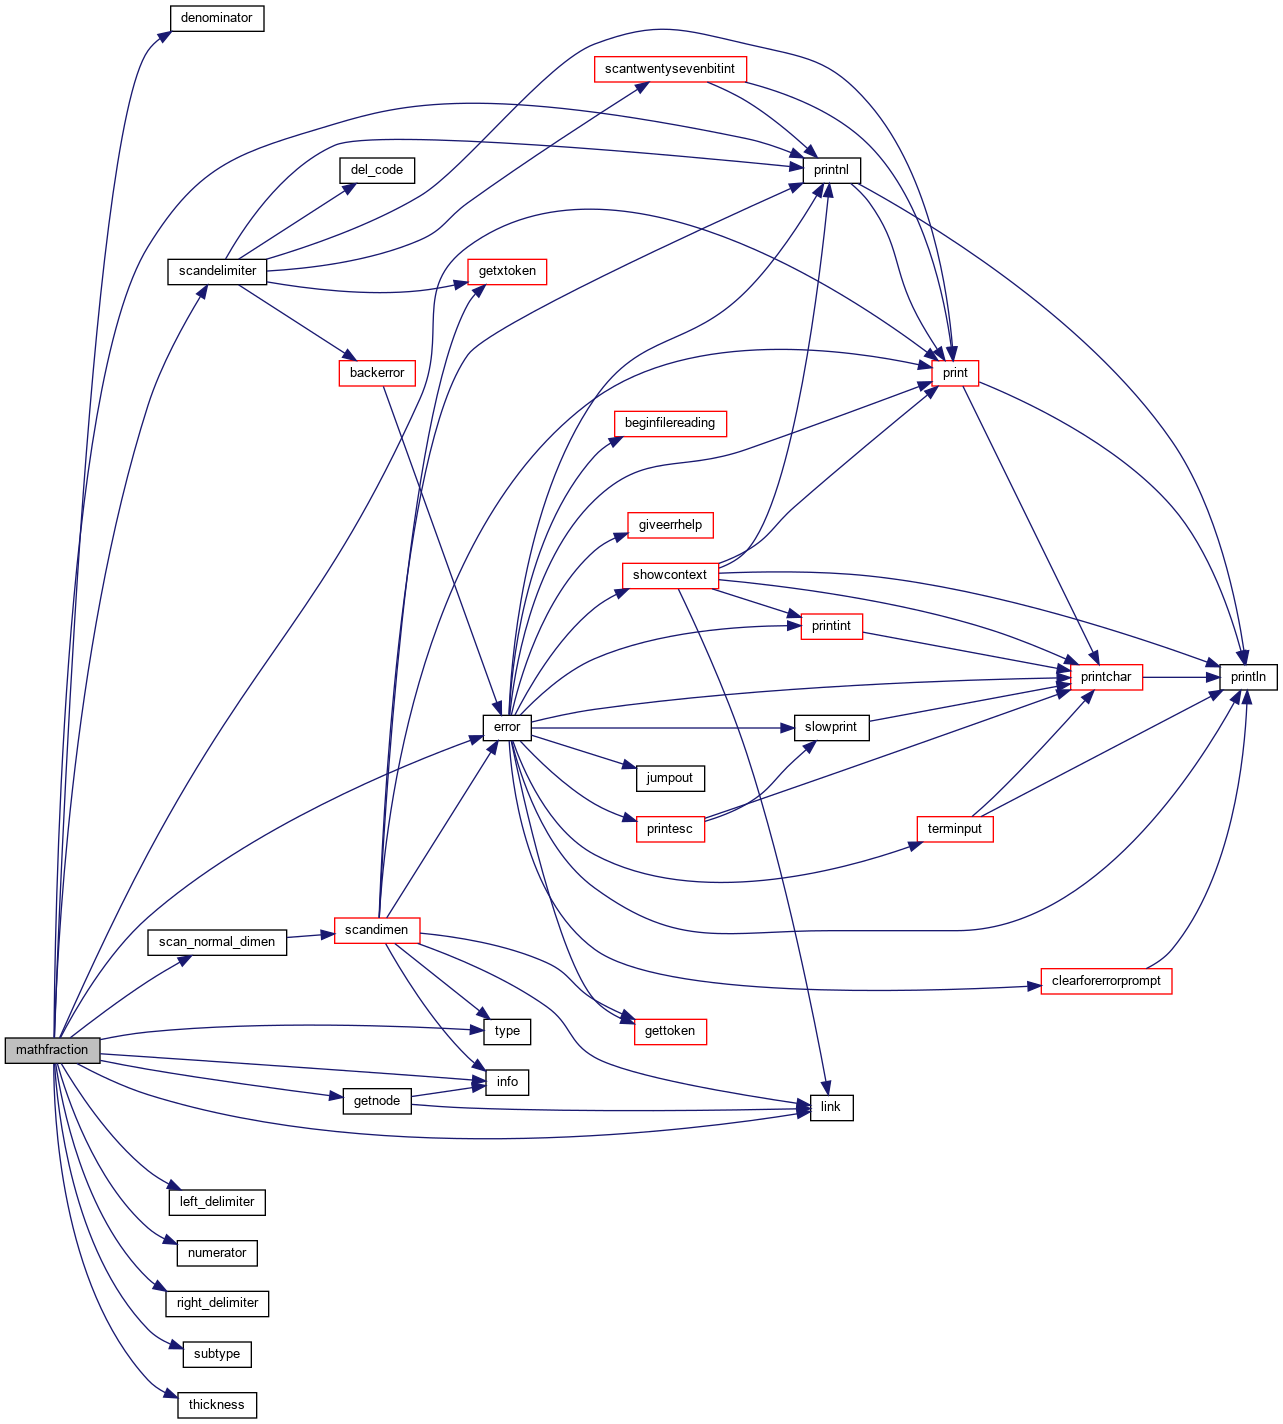 denominator
scantwentysevenbitint
printnl
del_code
scandelimiter
getxtoken
backerror
print
beginfilereading
giveerrhelp
showcontext
printint
printchar
println
error
slowprint
jumpout
printesc
terminput
scandimen
scan_normal_dimen
clearforerrorprompt
type
gettoken
mathfraction
info
getnode
link
left_delimiter
numerator
right_delimiter
subtype
thickness